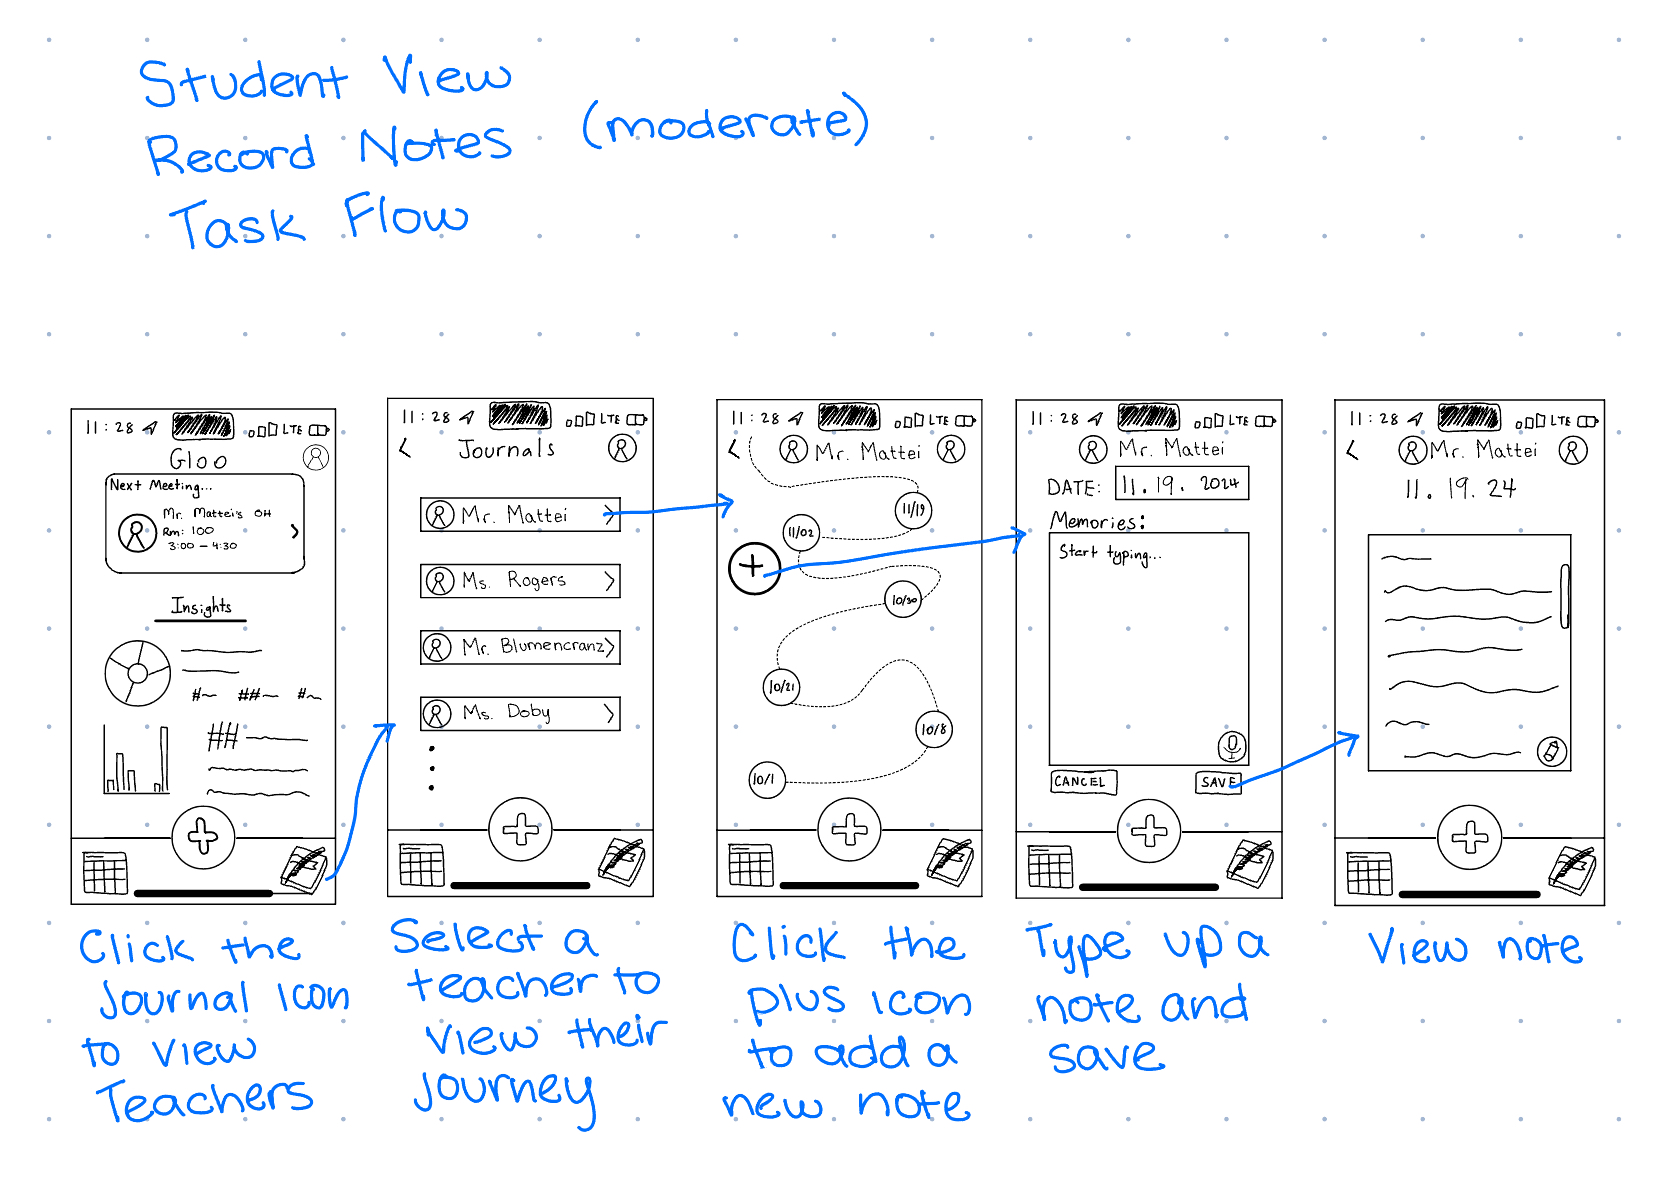 Student View
Record Notes (moderate)
Task Flow
11:28 LTE
Gloo
Next Meeting...
Mr. Mattei's OH
Rm: 100
3:00 – 4:30
Insights
#~ ##~ #~
##
Click the
Journal icon
to view
Teachers
11:28 LTE
< Journals
Mr. Mattei >
Ms. Rogers >
Mr. Blumencranz >
Ms. Doby >
Select a
teacher to
view their
Journey
11:28 LTE
< Mr. Mattei
11/19
11/02
+
10/30
10/21
10/8
10/1
Click the
plus icon
to add a
new note
11:28 LTE
Mr. Mattei
DATE: 11.19.2024
Memories:
Start typing...
CANCEL SAVE
Type up a
note and
save
11:28 LTE
< Mr. Mattei
11.19.24
View note